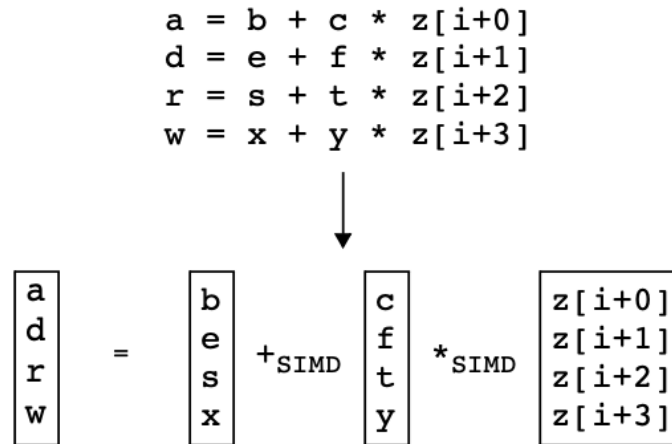 a = b + c * z[i+0]
d = e + f * z[i+1]
r = s + t * z[i+2]
w = x + y * z[i+3]
a b c z[i+0]
d e f z[i+1]
= +SIMD *SIMD
r s t z[i+2]
w x y z[i+3]